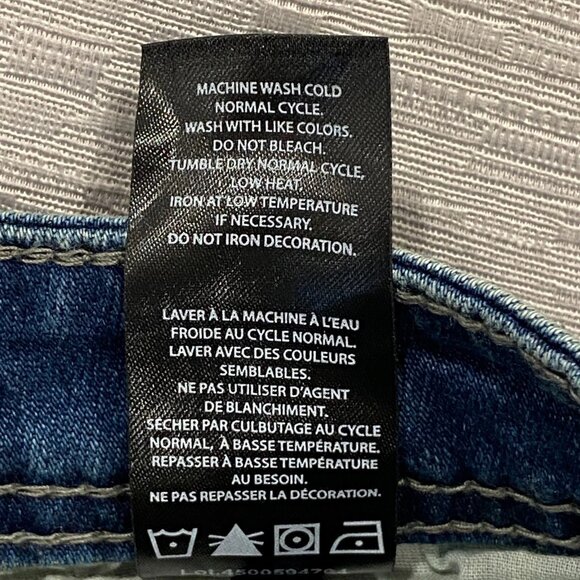 MACHINE WASH COLD
NORMAL CYCLE.
WASH WITH LIKE COLORS.
DO NOT BLEACH.
TUMBLE DRY NORMAL CYCLE,
LOW HEAT.
IRON AT LOW TEMPERATURE
IF NECESSARY.
DO NOT IRON DECORATION.
LAVER À LA MACHINE À L'EAU
FROIDE AU CYCLE NORMAL.
LAVER AVEC DES COULEURS
SEMBLABLES.
NE PAS UTILISER D'AGENT
DE BLANCHIMENT.
SÉCHER PAR CULBUTAGE AU CYCLE
NORMAL, À BASSE TEMPÉRATURE.
REPASSER À BASSE TEMPÉRATURE
AU BESOIN.
NE PAS REPASSER LA DÉCORATION.